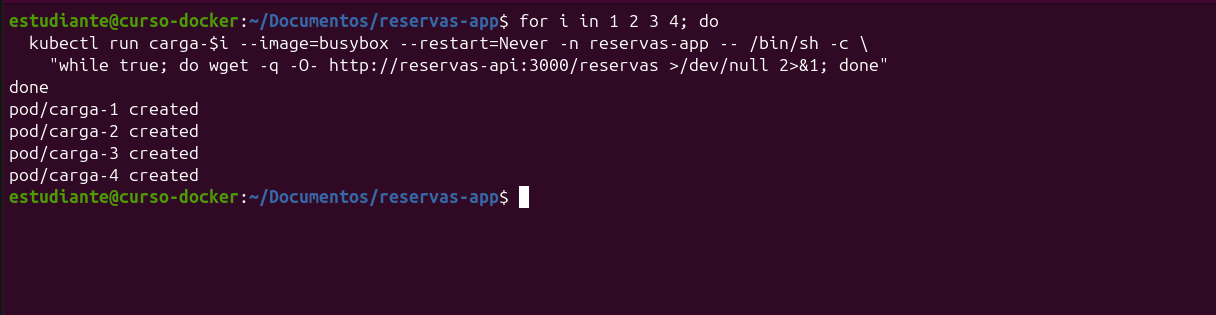 estudiante@curso-docker:~/Documentos/reservas-app$ for i in 1 2 3 4; do
  kubectl run carga-$i --image=busybox --restart=Never -n reservas-app -- /bin/sh -c \
    "while true; do wget -q -O- http://reservas-api:3000/reservas >/dev/null 2>&1; done"
done
pod/carga-1 created
pod/carga-2 created
pod/carga-3 created
pod/carga-4 created
estudiante@curso-docker:~/Documentos/reservas-app$